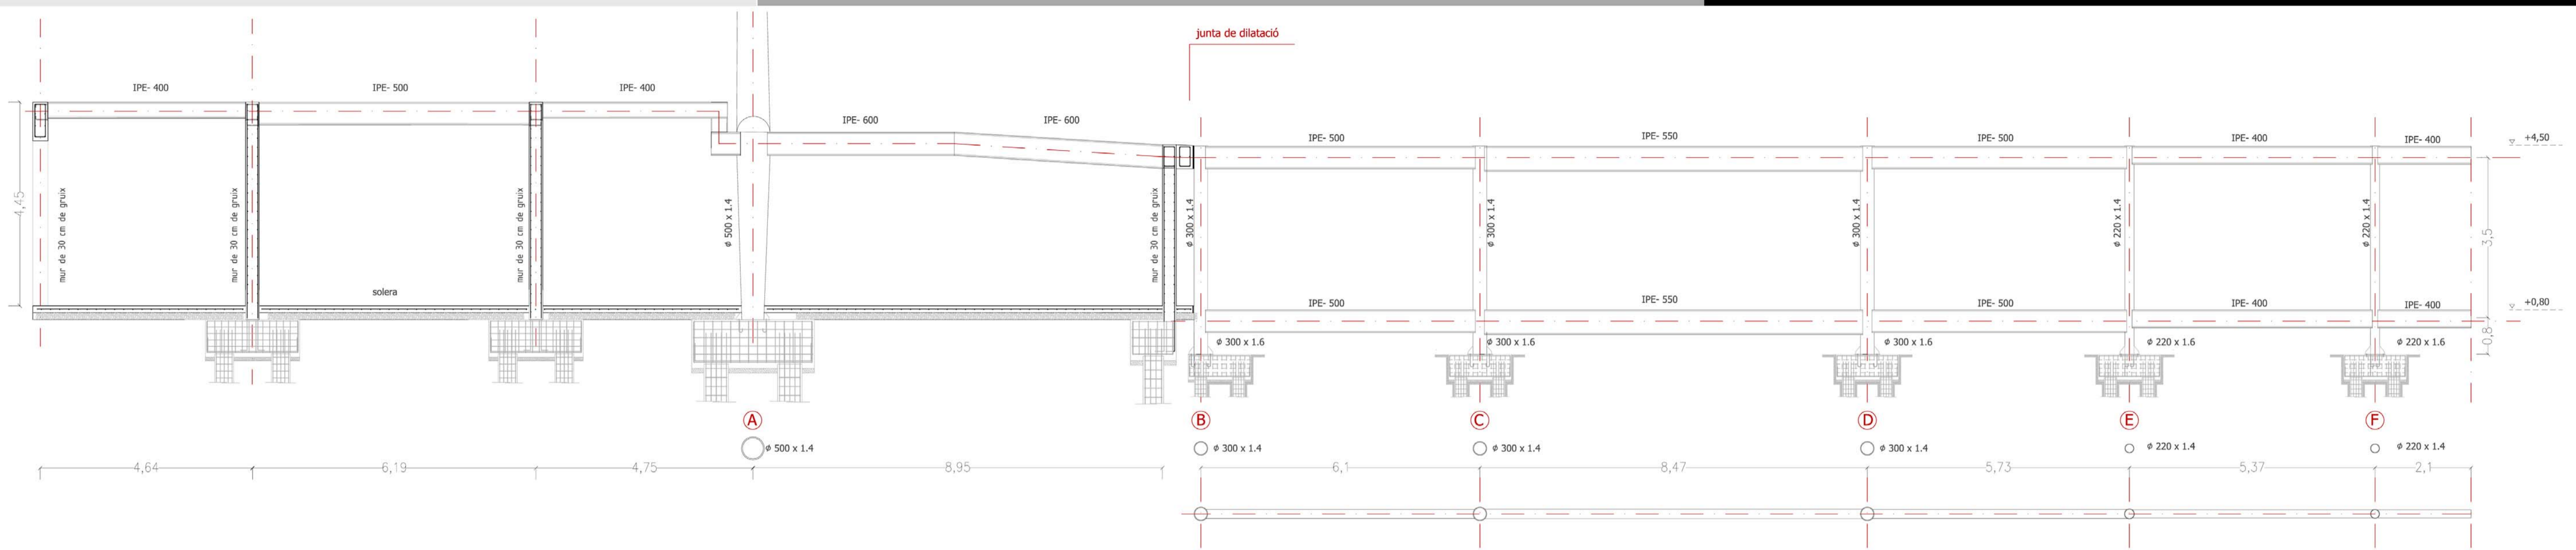 junta de dilatació
IPE- 400
IPE- 500
IPE- 400
IPE- 600
IPE- 600
IPE- 500
IPE- 550
IPE- 500
IPE- 400
IPE- 400
+4,50
4,45
mur de 30 cm de gruix
mur de 30 cm de gruix
mur de 30 cm de gruix
ϕ 500 x 1.4
mur de 30 cm de gruix
ϕ 300 x 1.4
ϕ 300 x 1.4
ϕ 300 x 1.4
ϕ 220 x 1.4
ϕ 220 x 1.4
3,5
solera
IPE- 500
IPE- 550
IPE- 500
IPE- 400
IPE- 400
+0,80
0,8
ϕ 300 x 1.6
ϕ 300 x 1.6
ϕ 300 x 1.6
ϕ 220 x 1.6
ϕ 220 x 1.6
A
B
C
D
E
F
ϕ 500 x 1.4
ϕ 300 x 1.4
ϕ 300 x 1.4
ϕ 300 x 1.4
ϕ 220 x 1.4
ϕ 220 x 1.4
4,64
6,19
4,75
8,95
6,1
8,47
5,73
5,37
2,1